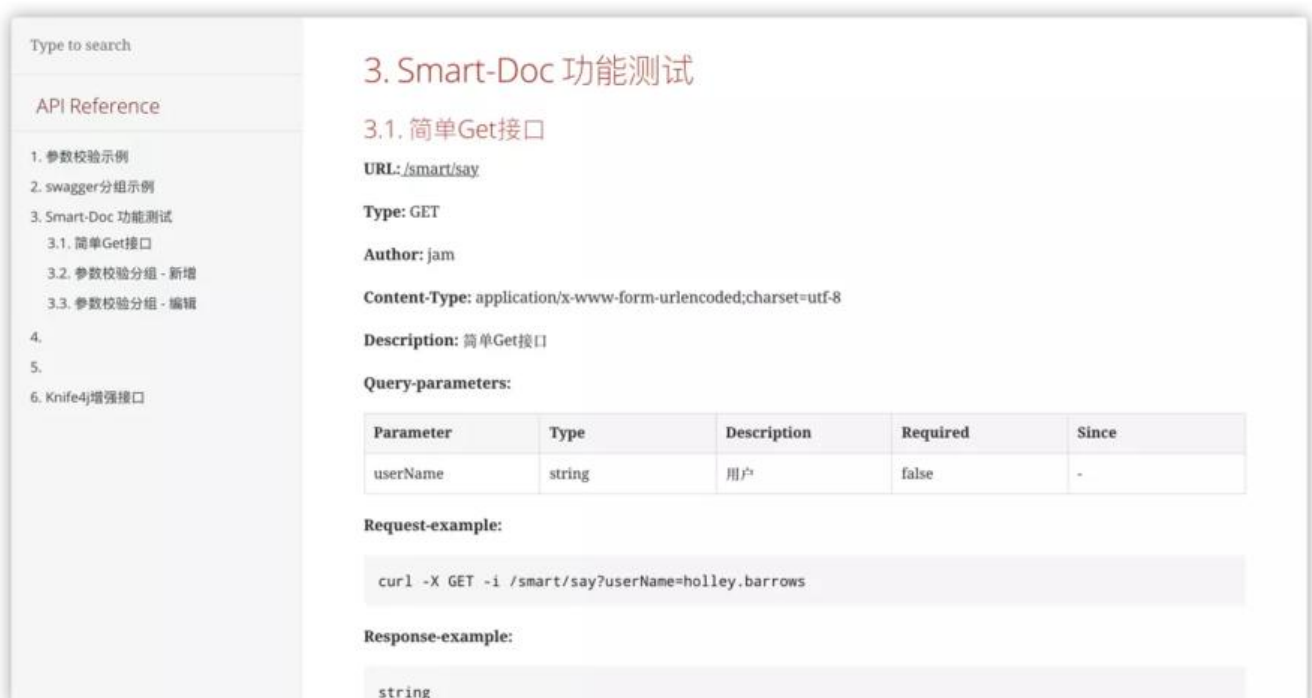 Type to search
API Reference
1. 参数校验示例
2. swagger分组示例
3. Smart-Doc 功能测试
3.1. 简单Get接口
3.2. 参数校验分组 - 新增
3.3. 参数校验分组 - 编辑
4.
5.
6. Knife4j增强接口
3. Smart-Doc 功能测试
3.1. 简单Get接口
URL: /smart/say
Type: GET
Author: jam
Content-Type: application/x-www-form-urlencoded;charset=utf-8
Description: 简单Get接口
Query-parameters:
Parameter Type Description Required Since
userName string 用户 false -
Request-example:
curl -X GET -i /smart/say?userName=holley.barrows
Response-example:
string